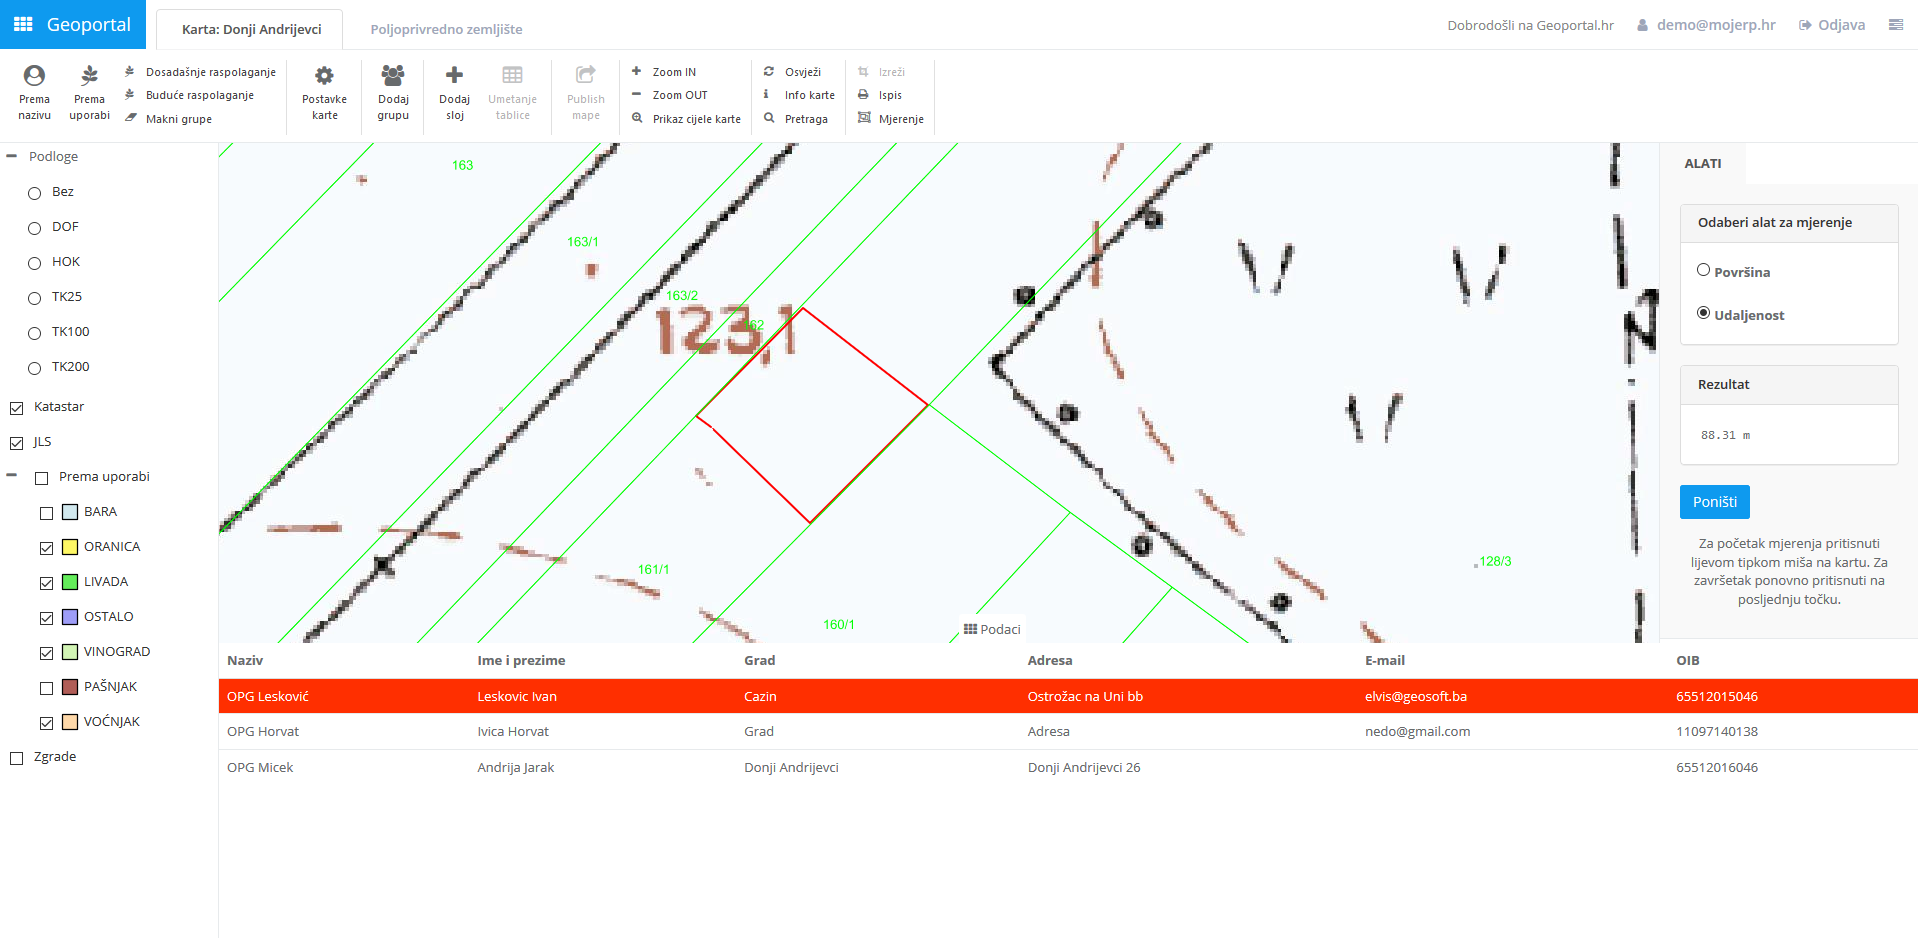 Geoportal
Karta: Donji Andrijevci
Poljoprivredno zemljište
Dobrodošli na Geoportal.hr
demo@mojerp.hr
Odjava
Prema nazivu
Prema uporabi
Dosadašnje raspolaganje
Buduće raspolaganje
Makni grupe
Postavke karte
Dodaj grupu
Dodaj sloj
Umetanje tablice
Publish mape
Zoom IN
Zoom OUT
Prikaz cijele karte
Osvježi
Info karte
Pretraga
Izreži
Ispis
Mjerenje
Podloge
Bez
DOF
HOK
TK25
TK100
TK200
Katastar
JLS
Prema uporabi
BARA
ORANICA
LIVADA
OSTALO
VINOGRAD
PAŠNJAK
VOĆNJAK
Zgrade
163
163/1
163/2
162
123,1
161/1
160/1
128/3
Podaci
ALATI
Odaberi alat za mjerenje
Površina
Udaljenost
Rezultat
88.31 m
Poništi
Za početak mjerenja pritisnuti
lijevom tipkom miša na kartu. Za
završetak ponovno pritisnuti na
posljednju točku.
Naziv Ime i prezime Grad Adresa E-mail OIB
OPG Lesković Leskovic Ivan Cazin Ostrožac na Uni bb elvis@geosoft.ba 65512015046
OPG Horvat Ivica Horvat Grad Adresa nedo@gmail.com 11097140138
OPG Micek Andrija Jarak Donji Andrijevci Donji Andrijevci 26 65512016046